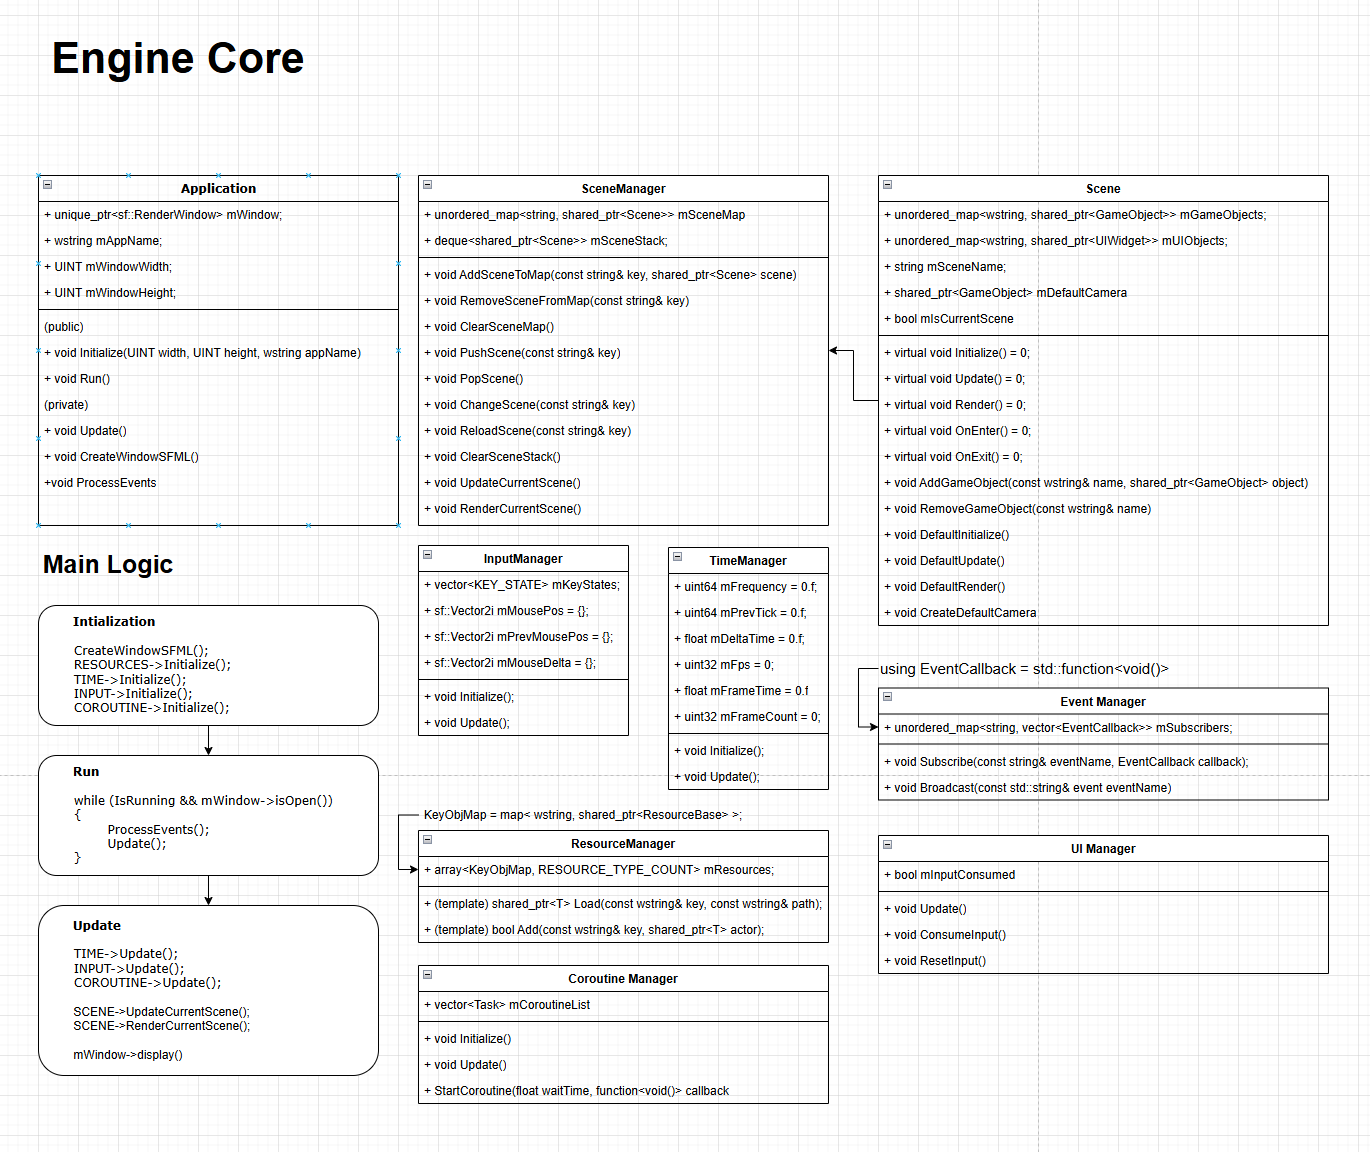 Engine Core
Application
+ unique_ptr<sf::RenderWindow> mWindow;
+ wstring mAppName;
+ UINT mWindowWidth;
+ UINT mWindowHeight;
(public)
+ void Initialize(UINT width, UINT height, wstring appName)
+ void Run()
(private)
+ void Update()
+ void CreateWindowSFML()
+void ProcessEvents
SceneManager
+ unordered_map<string, shared_ptr<Scene>> mSceneMap
+ deque<shared_ptr<Scene>> mSceneStack;
+ void AddSceneToMap(const string& key, shared_ptr<Scene> scene)
+ void RemoveSceneFromMap(const string& key)
+ void ClearSceneMap()
+ void PushScene(const string& key)
+ void PopScene()
+ void ChangeScene(const string& key)
+ void ReloadScene(const string& key)
+ void ClearSceneStack()
+ void UpdateCurrentScene()
+ void RenderCurrentScene()
Scene
+ unordered_map<wstring, shared_ptr<GameObject>> mGameObjects;
+ unordered_map<wstring, shared_ptr<UIWidget>> mUIObjects;
+ string mSceneName;
+ shared_ptr<GameObject> mDefaultCamera
+ bool mIsCurrentScene
+ virtual void Initialize() = 0;
+ virtual void Update() = 0;
+ virtual void Render() = 0;
+ virtual void OnEnter() = 0;
+ virtual void OnExit() = 0;
+ void AddGameObject(const wstring& name, shared_ptr<GameObject> object)
+ void RemoveGameObject(const wstring& name)
+ void DefaultInitialize()
+ void DefaultUpdate()
+ void DefaultRender()
+ void CreateDefaultCamera
Main Logic
Intialization
CreateWindowSFML();
RESOURCES->Initialize();
TIME->Initialize();
INPUT->Initialize();
COROUTINE->Initialize();
Run
while (IsRunning && mWindow->isOpen())
{
ProcessEvents();
Update();
}
Update
TIME->Update();
INPUT->Update();
COROUTINE->Update();
SCENE->UpdateCurrentScene();
SCENE->RenderCurrentScene();
mWindow->display()
InputManager
+ vector<KEY_STATE> mKeyStates;
+ sf::Vector2i mMousePos = {};
+ sf::Vector2i mPrevMousePos = {};
+ sf::Vector2i mMouseDelta = {};
+ void Initialize();
+ void Update();
TimeManager
+ uint64 mFrequency = 0.f;
+ uint64 mPrevTick = 0.f;
+ float mDeltaTime = 0.f;
+ uint32 mFps = 0;
+ float mFrameTime = 0.f
+ uint32 mFrameCount = 0;
+ void Initialize();
+ void Update();
using EventCallback = std::function<void()>
Event Manager
+ unordered_map<string, vector<EventCallback>> mSubscribers;
+ void Subscribe(const string& eventName, EventCallback callback);
+ void Broadcast(const std::string& event eventName)
KeyObjMap = map< wstring, shared_ptr<ResourceBase> >;
ResourceManager
+ array<KeyObjMap, RESOURCE_TYPE_COUNT> mResources;
+ (template) shared_ptr<T> Load(const wstring& key, const wstring& path);
+ (template) bool Add(const wstring& key, shared_ptr<T> actor);
UI Manager
+ bool mInputConsumed
+ void Update()
+ void ConsumeInput()
+ void ResetInput()
Coroutine Manager
+ vector<Task> mCoroutineList
+ void Initialize()
+ void Update()
+ StartCoroutine(float waitTime, function<void()> callback